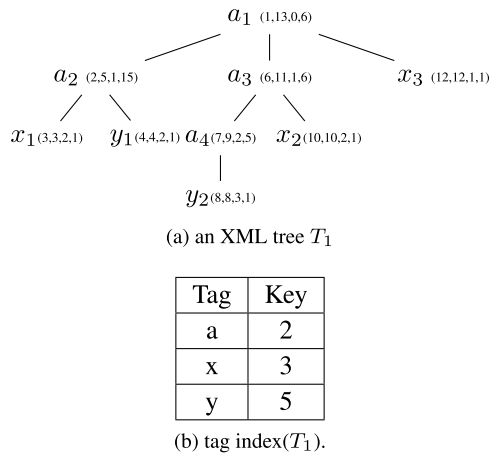 a1 (1,13,0,6)
a2 (2,5,1,15) a3 (6,11,1,6) x3 (12,12,1,1)
x1(3,3,2,1) y1(4,4,2,1) a4(7,9,2,5) x2(10,10,2,1)
y2(8,8,3,1)
(a) an XML tree T1
Tag Key
a 2
x 3
y 5
(b) tag index(T1).